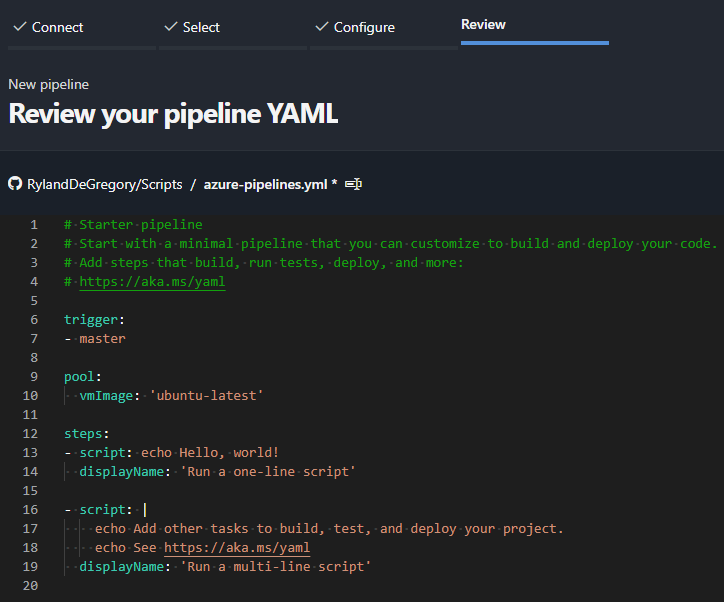 Connect Select Configure Review
New pipeline
Review your pipeline YAML
RylandDeGregory/Scripts / azure-pipelines.yml *
1 # Starter pipeline
2 # Start with a minimal pipeline that you can customize to build and deploy your code.
3 # Add steps that build, run tests, deploy, and more:
4 # https://aka.ms/yaml
5
6 trigger:
7 - master
8
9 pool:
10   vmImage: 'ubuntu-latest'
11
12 steps:
13 - script: echo Hello, world!
14   displayName: 'Run a one-line script'
15
16 - script: |
17     echo Add other tasks to build, test, and deploy your project.
18     echo See https://aka.ms/yaml
19   displayName: 'Run a multi-line script'
20